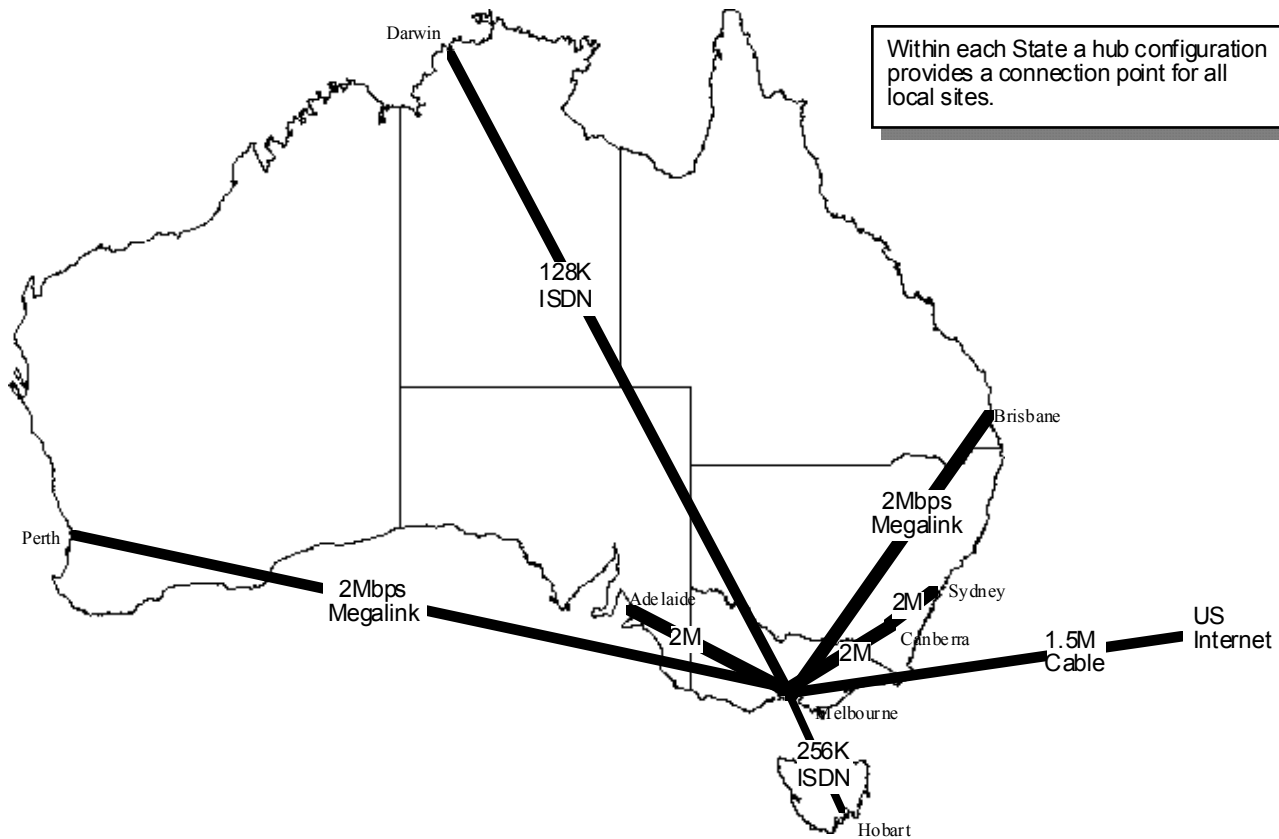 Darwin
Within each State a hub configuration
provides a connection point for all
local sites.
128K
ISDN
Brisbane
2Mbps
Megalink
Perth
2Mbps
Megalink
Adelaide
2M
Sydney
2M
Canberra
2M
US
Internet
1.5M
Cable
Melbourne
256K
ISDN
Hobart